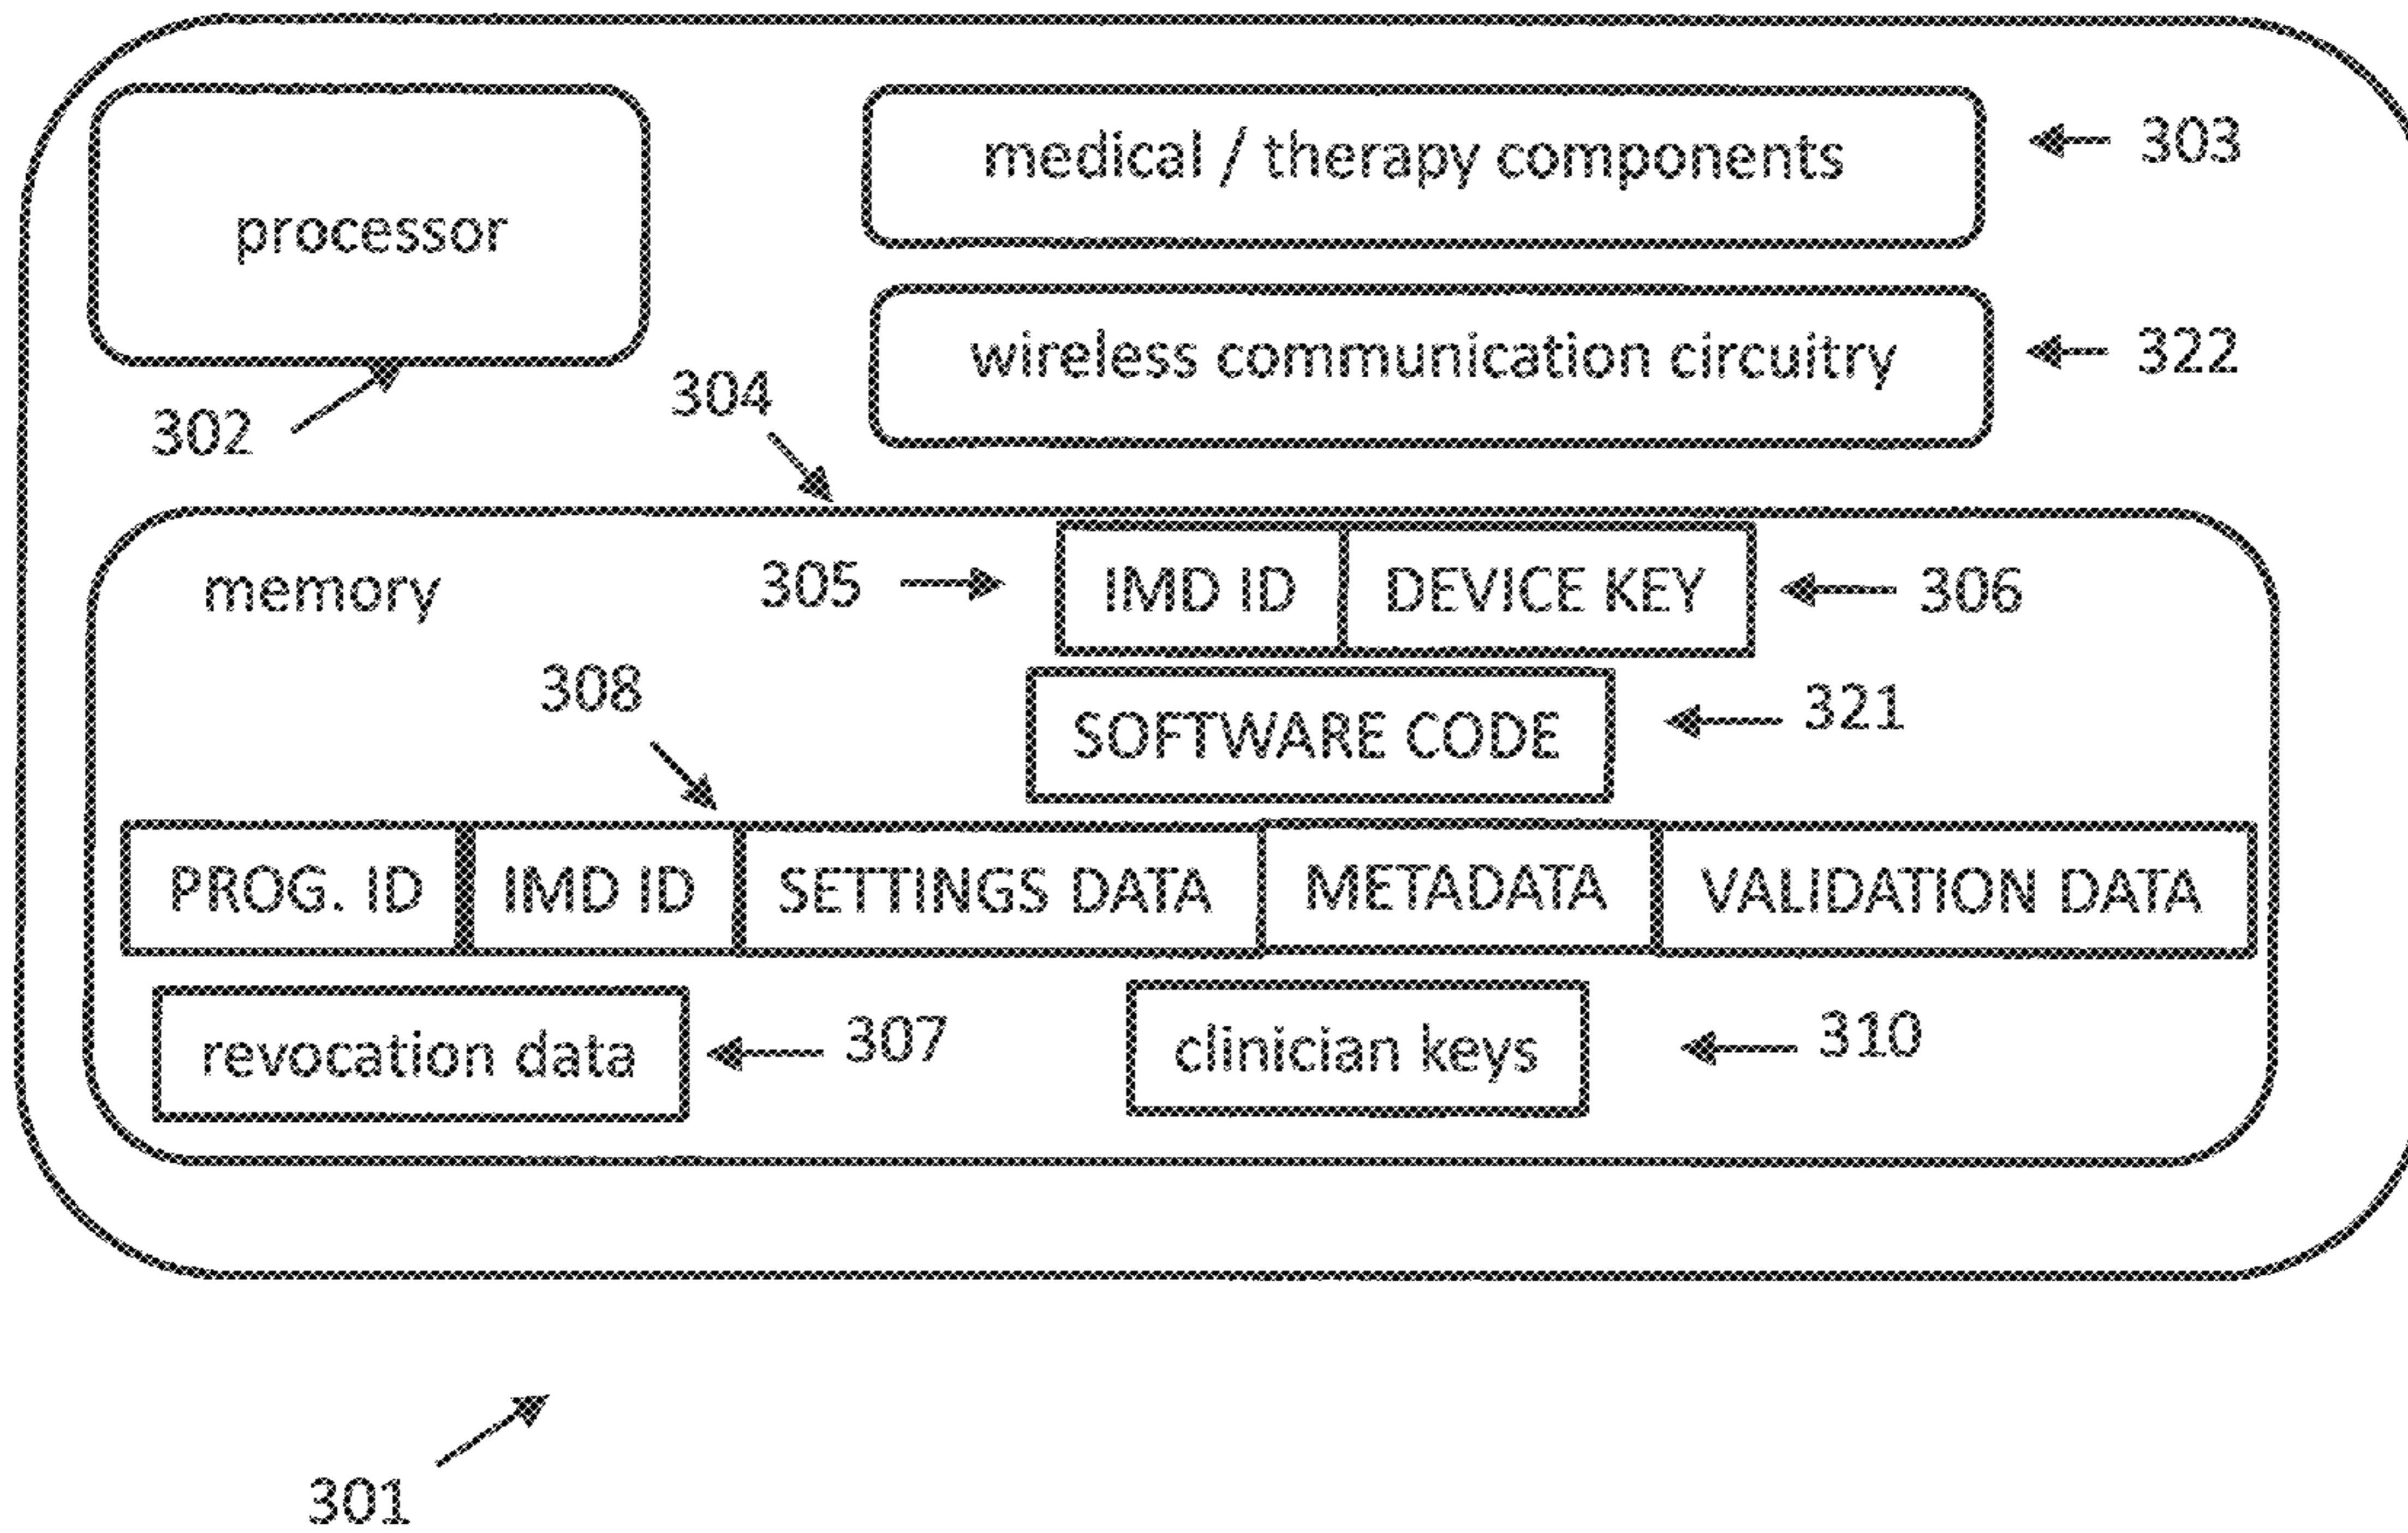 medical / therapy components
303
processor
wireless communication circuitry
322
304
302
memory
305
IMD ID DEVICE KEY
306
308
SOFTWARE CODE
321
PROG. ID IMD ID SETTINGS DATA METADATA VALIDATION DATA
revocation data
307
clinician keys
310
301